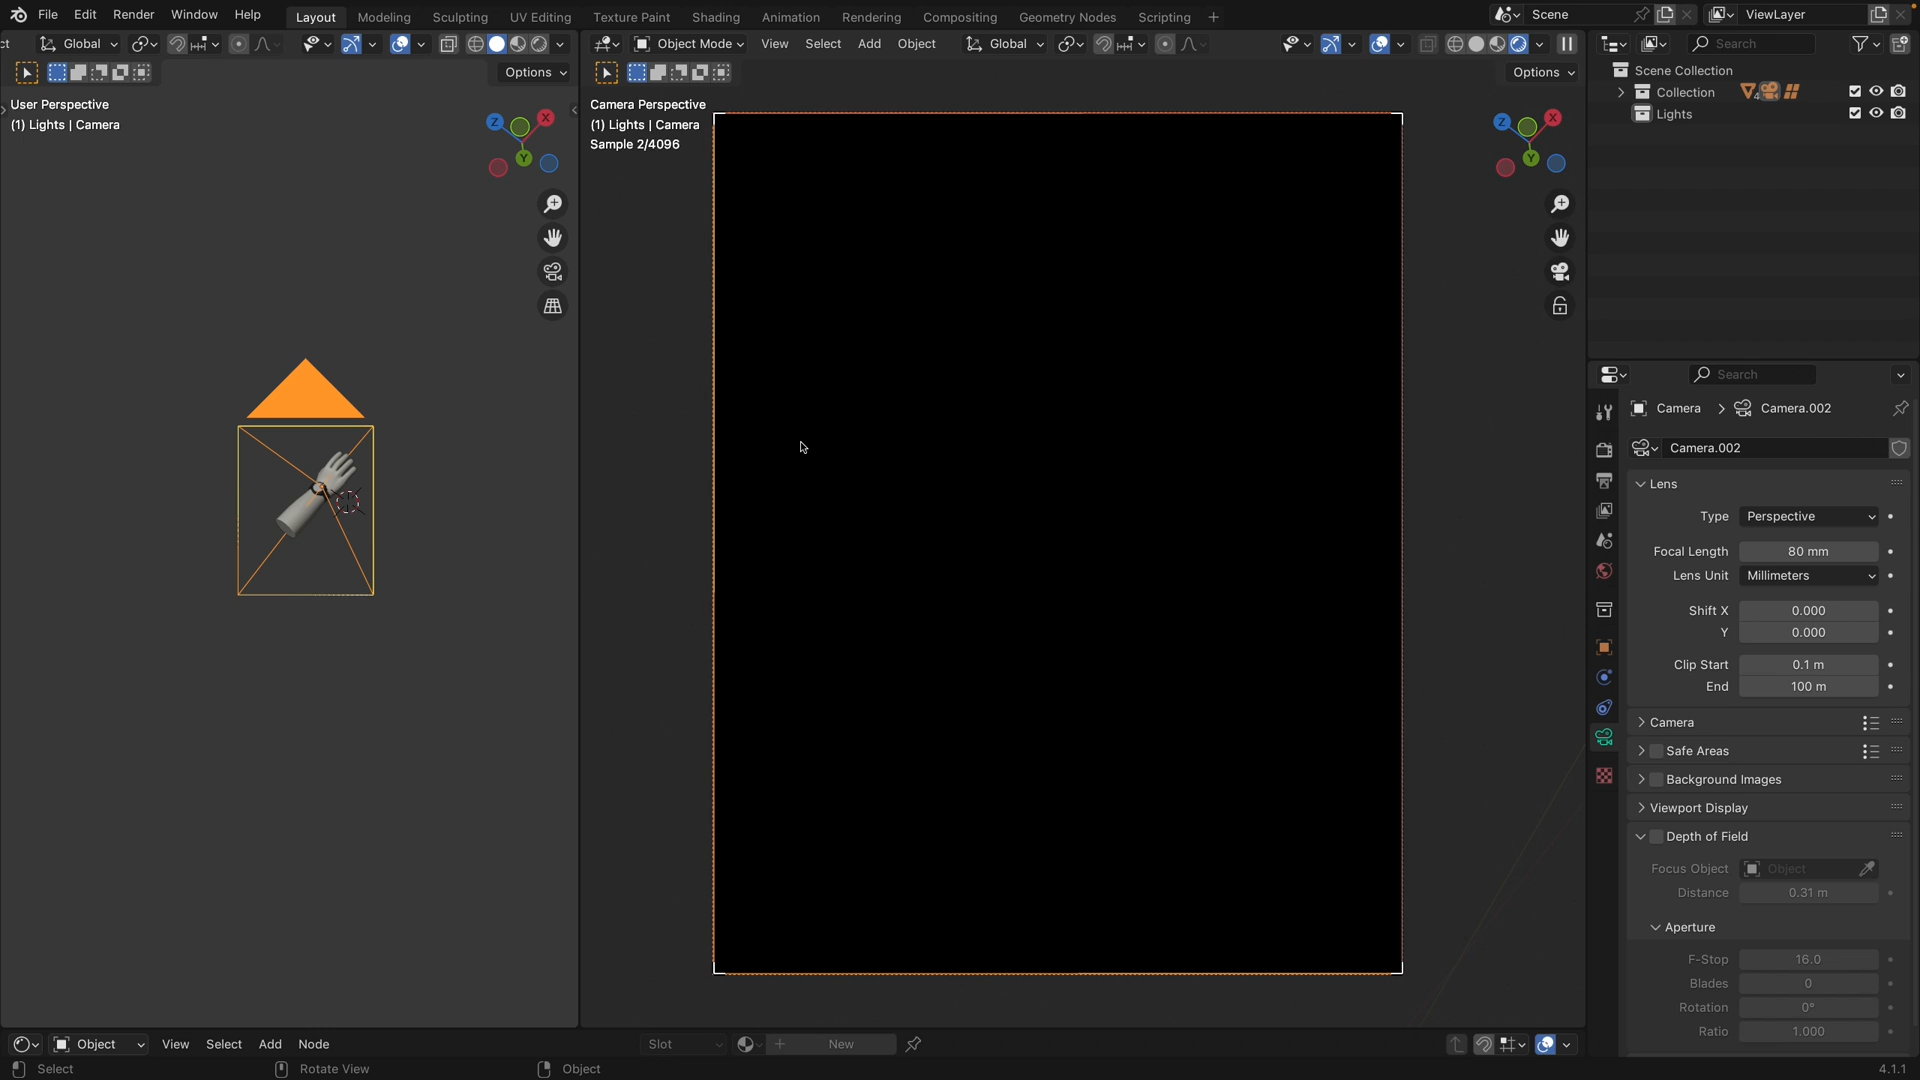 File Edit Render Window Help Layout Modeling Sculpting UV Editing Texture Paint Shading Animation Rendering Compositing Geometry Nodes Scripting + Scene ViewLayer
ct Global Object Mode View Select Add Object Global Search
Options Options
Scene Collection
Collection 4
Lights
User Perspective
(1) Lights | Camera
Z X Y
Camera Perspective
(1) Lights | Camera
Sample 2/4096
Z X Y
Search
Camera > Camera.002
Camera.002
Lens
Type Perspective
Focal Length 80 mm
Lens Unit Millimeters
Shift X 0.000
Y 0.000
Clip Start 0.1 m
End 100 m
Camera
Safe Areas
Background Images
Viewport Display
Depth of Field
Focus Object Object
Distance 0.31 m
Aperture
F-Stop 16.0
Blades 0
Rotation 0°
Ratio 1.000
Object View Select Add Node Slot New
Select Rotate View Object 4.1.1